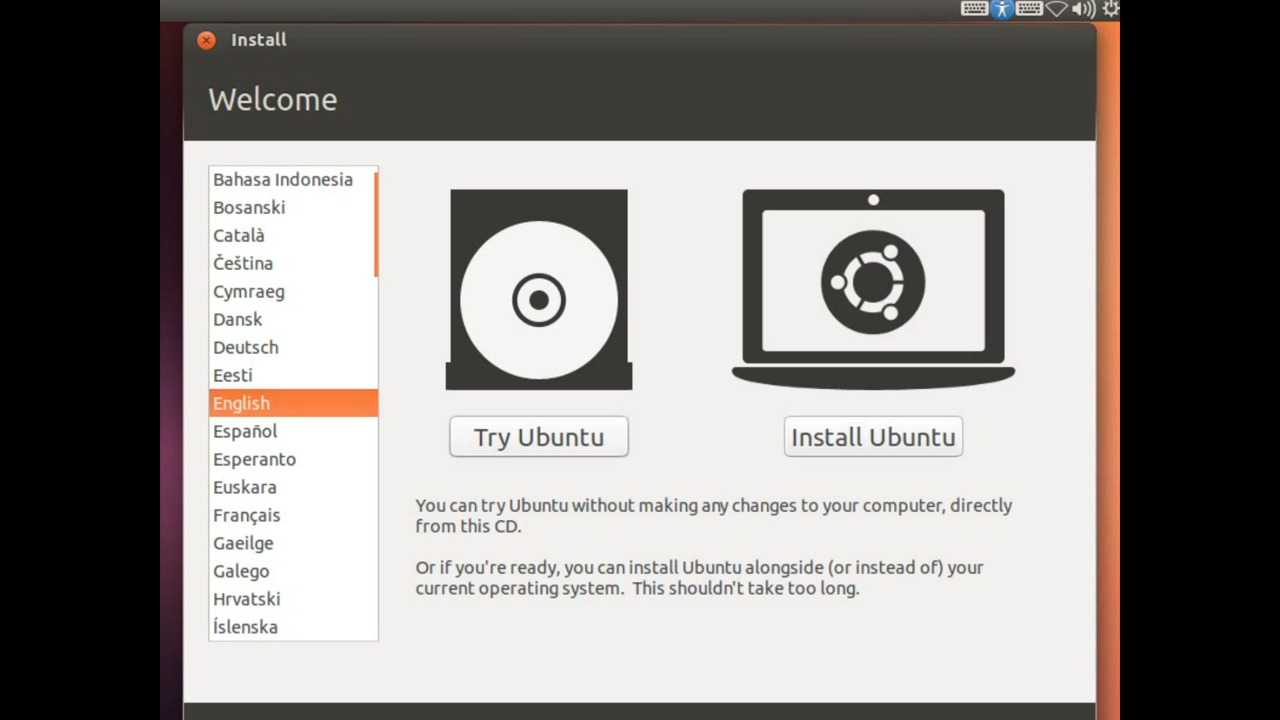 Install
Welcome
Bahasa Indonesia
Bosanski
Català
Čeština
Cymraeg
Dansk
Deutsch
Eesti
English
Español
Esperanto
Euskara
Français
Gaeilge
Galego
Hrvatski
Íslenska
Try Ubuntu
Install Ubuntu
You can try Ubuntu without making any changes to your computer, directly
from this CD.
Or if you're ready, you can install Ubuntu alongside (or instead of) your
current operating system.  This shouldn't take too long.